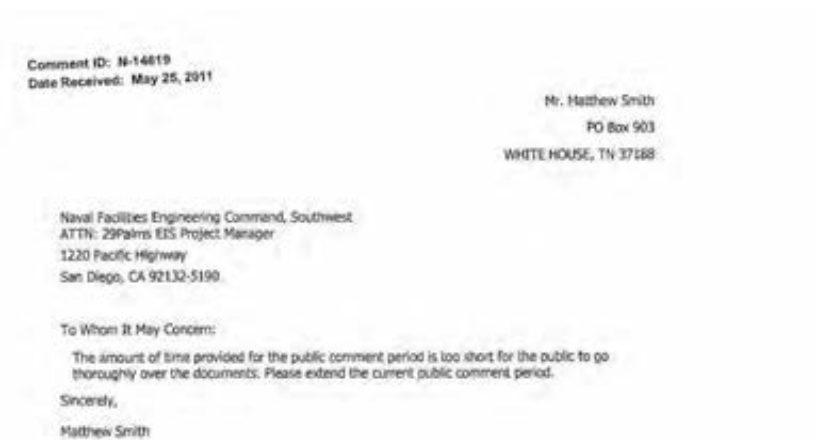 Comment ID: N-14619
Date Received: May 25, 2011
Mr. Matthew Smith
PO Box 903
WHITE HOUSE, TN 37188
Naval Facilities Engineering Command, Southwest
ATTN: 29Palms EIS Project Manager
1220 Pacific Highway
San Diego, CA 92132-5190
To Whom It May Concern:
The amount of time provided for the public comment period is too short for the public to go
thoroughly over the documents. Please extend the current public comment period.
Sincerely,
Matthew Smith